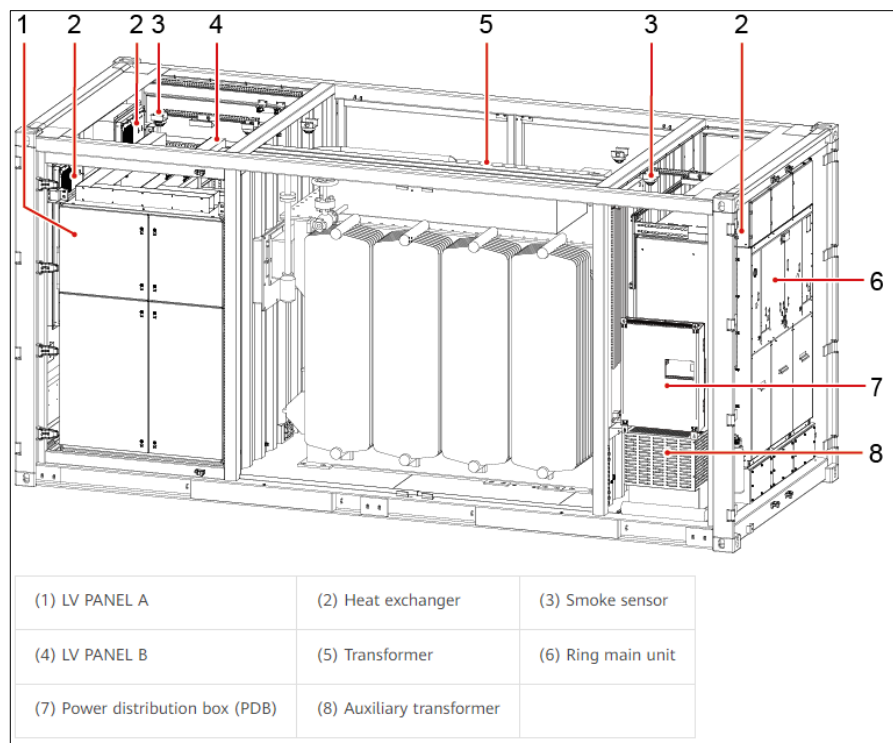 1 2 2 3 4 5 3 2
6
7
8
(1) LV PANEL A (2) Heat exchanger (3) Smoke sensor
(4) LV PANEL B (5) Transformer (6) Ring main unit
(7) Power distribution box (PDB) (8) Auxiliary transformer